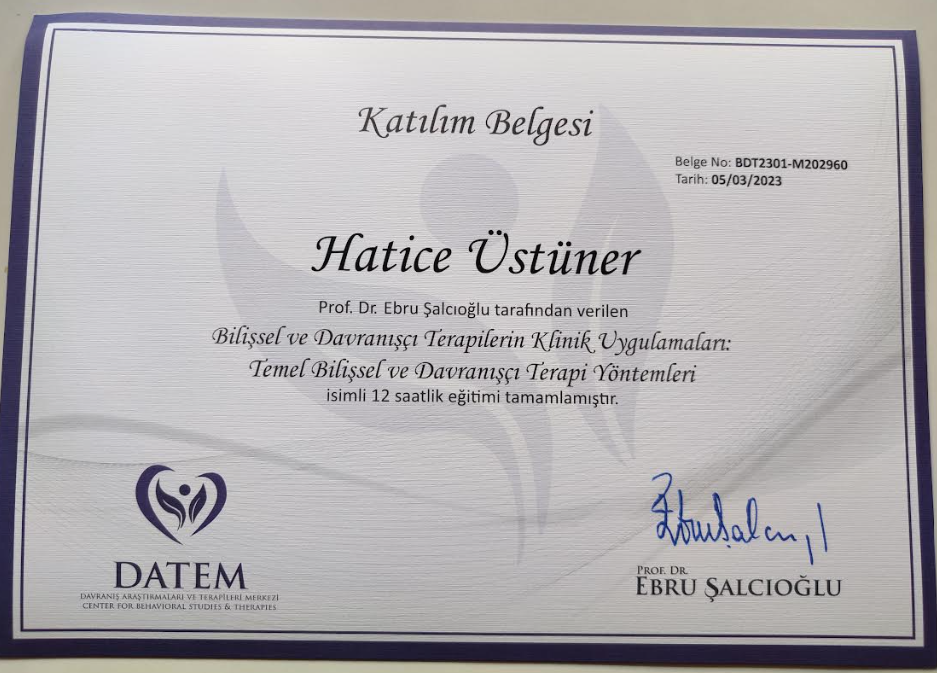 Katılım Belgesi
Belge No: BDT2301-M202960
Tarih: 05/03/2023
Hatice Üstüner
Prof. Dr. Ebru Şalcıoğlu tarafından verilen
Bilişsel ve Davranışçı Terapilerin Klinik Uygulamaları:
Temel Bilişsel ve Davranışçı Terapi Yöntemleri
isimli 12 saatlik eğitimi tamamlamıştır.
DATEM
DAVRANIŞ ARAŞTIRMALARI VE TERAPİLERİ MERKEZİ
CENTER FOR BEHAVIORAL STUDIES & THERAPIES
PROF. DR.
EBRU ŞALCIOĞLU